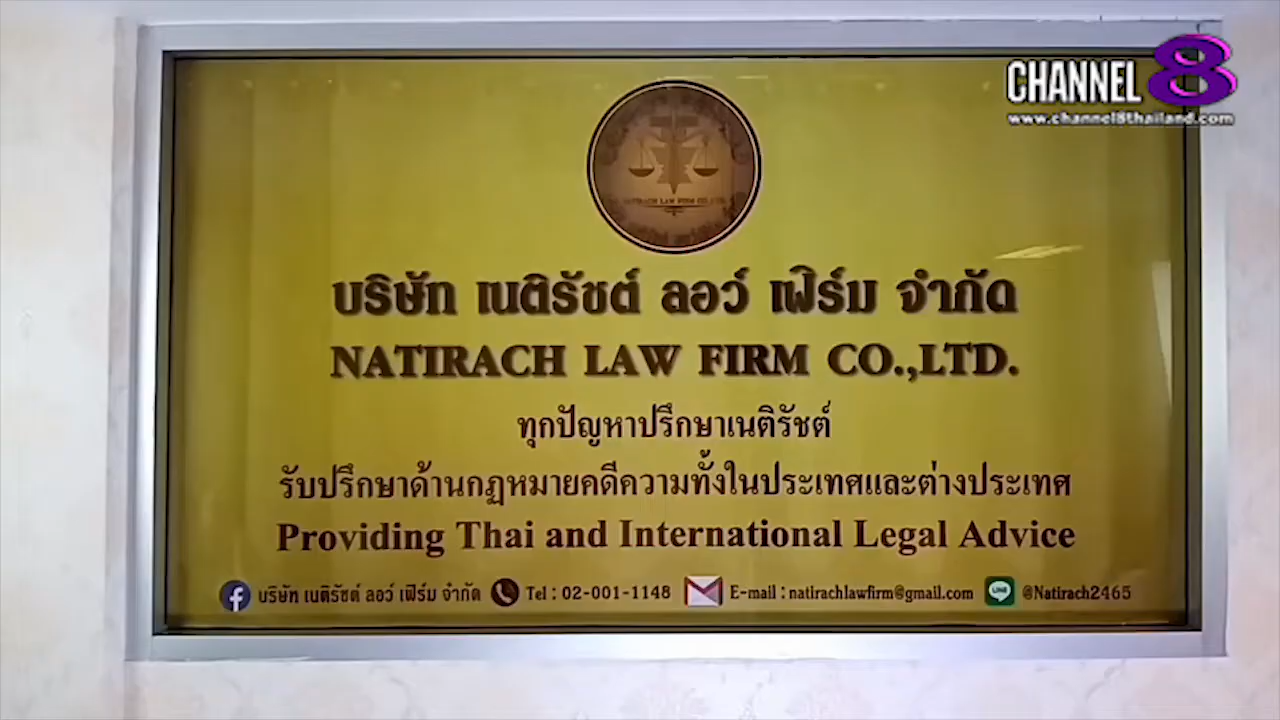 CHANNEL 8
www.channel8thailand.com
NATIRACH LAW FIRM CO.,LTD.
บริษัท เนติรัชต์ ลอว์ เฟิร์ม จำกัด
NATIRACH LAW FIRM CO.,LTD.
ทุกปัญหาปรึกษาเนติรัชต์
รับปรึกษาด้านกฎหมายคดีความทั้งในประเทศและต่างประเทศ
Providing Thai and International Legal Advice
บริษัท เนติรัชต์ ลอว์ เฟิร์ม จำกัด Tel : 02-001-1148 E-mail : natirachlawfirm@gmail.com LINE @Natirach2465